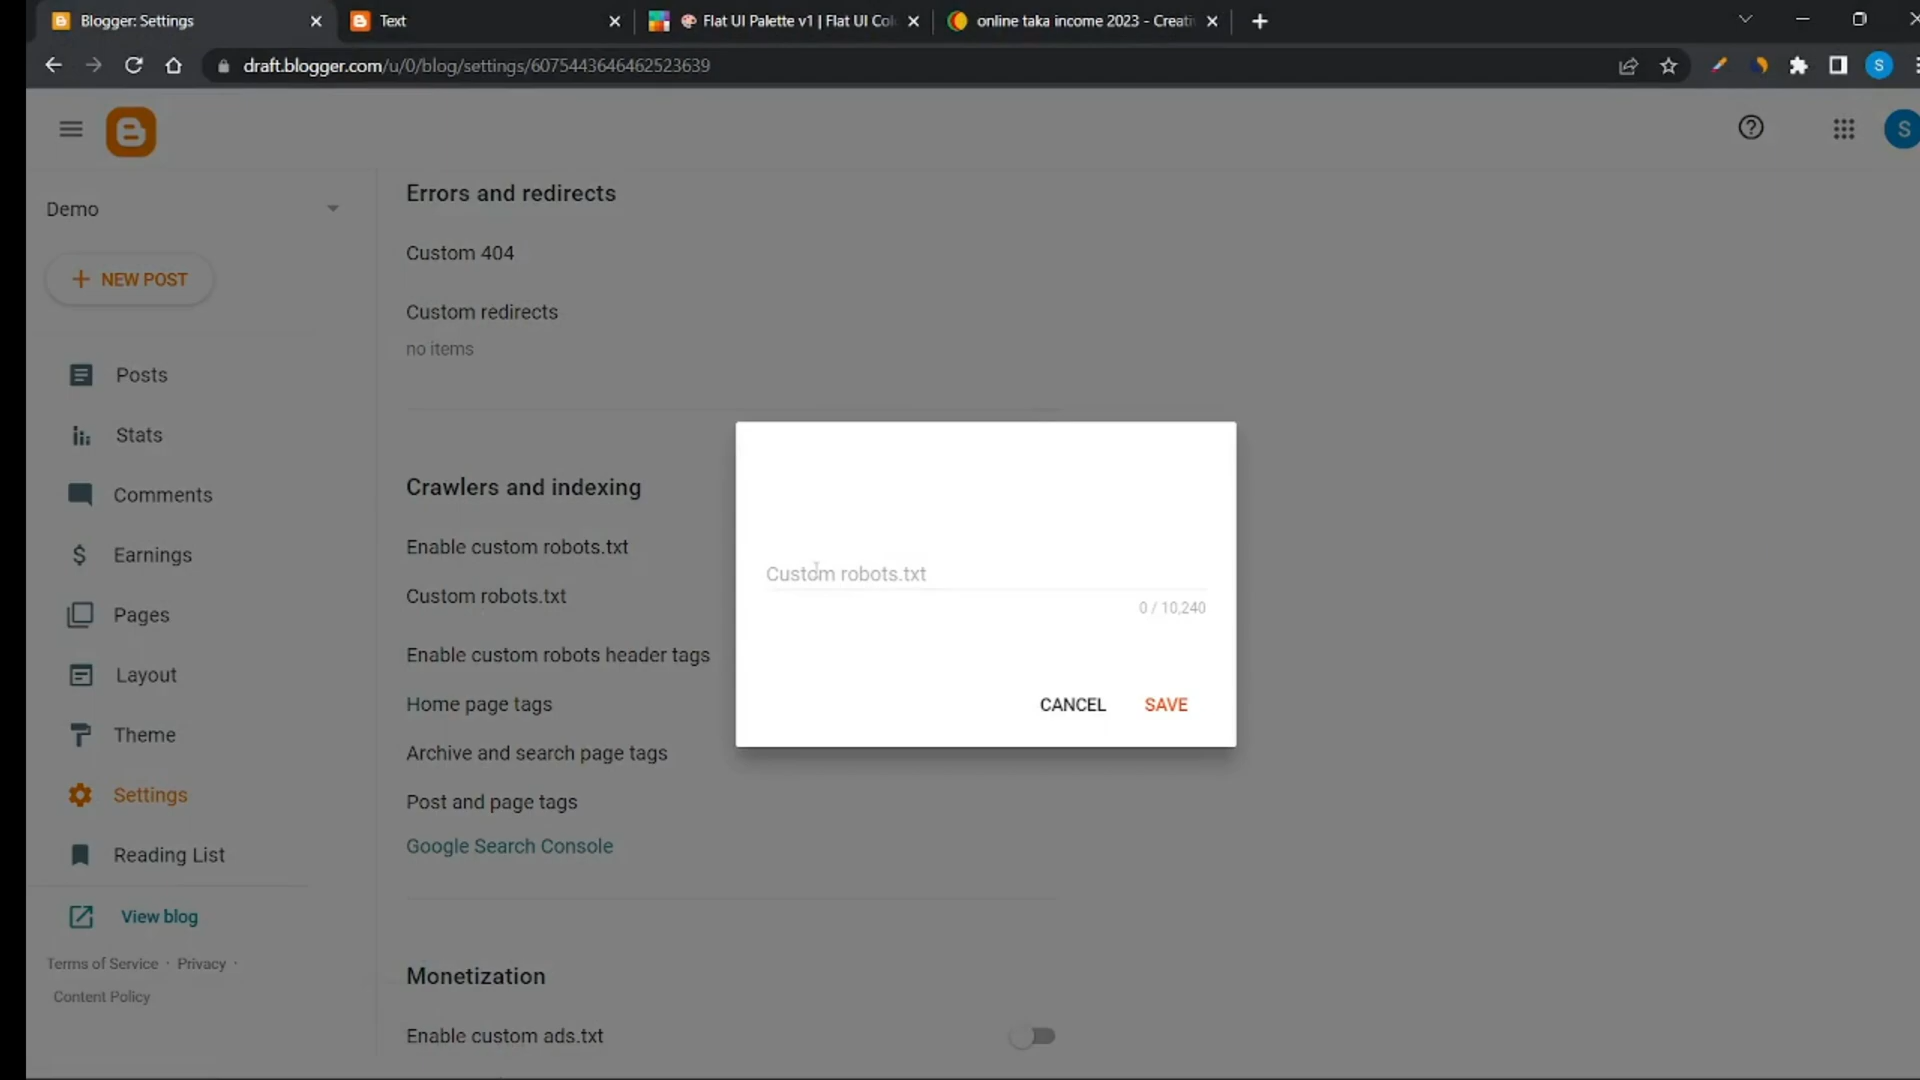 Blogger: Settings
Text
Flat UI Palette v1 | Flat UI Col
online taka income 2023 - Creati
draft.blogger.com/u/0/blog/settings/6075443646462523639
S
S
Demo
NEW POST
Posts
Stats
Comments
Earnings
Pages
Layout
Theme
Settings
Reading List
View blog
Terms of Service · Privacy ·
Content Policy
Errors and redirects
Custom 404
Custom redirects
no items
Crawlers and indexing
Enable custom robots.txt
Custom robots.txt
Enable custom robots header tags
Home page tags
Archive and search page tags
Post and page tags
Google Search Console
Monetization
Enable custom ads.txt
Custom robots.txt
0 / 10,240
CANCEL
SAVE